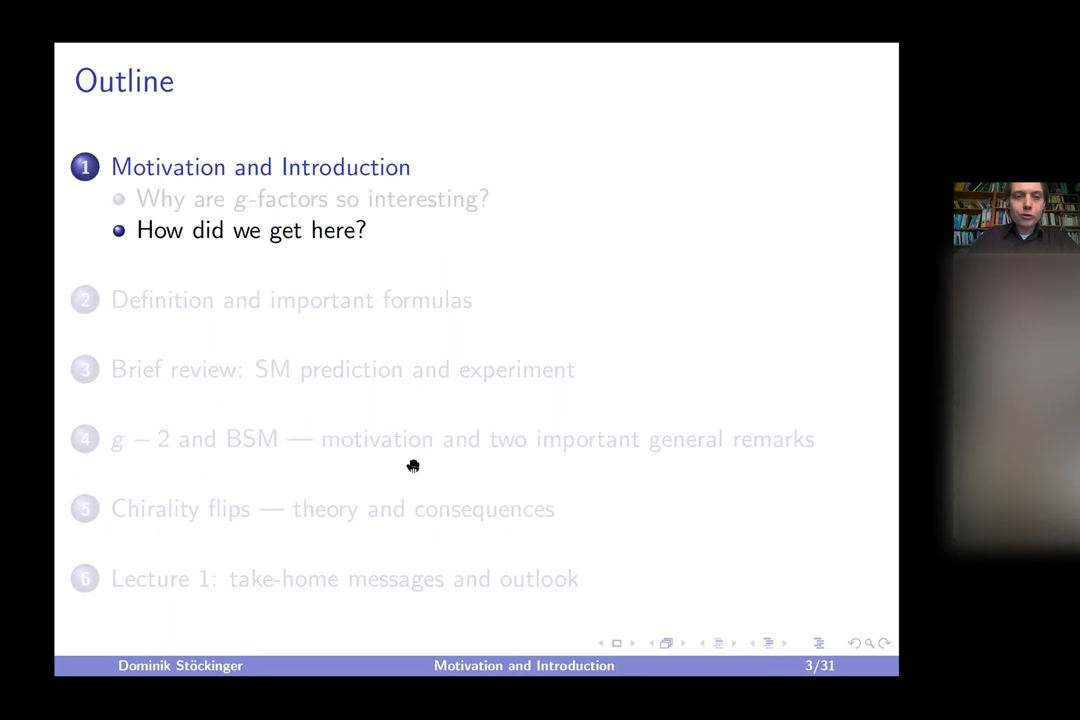 Outline
1 Motivation and Introduction
Why are g-factors so interesting?
How did we get here?
2 Definition and important formulas
3 Brief review: SM prediction and experiment
4 g − 2 and BSM — motivation and two important general remarks
5 Chirality flips — theory and consequences
6 Lecture 1: take-home messages and outlook
Dominik Stöckinger Motivation and Introduction 3/31